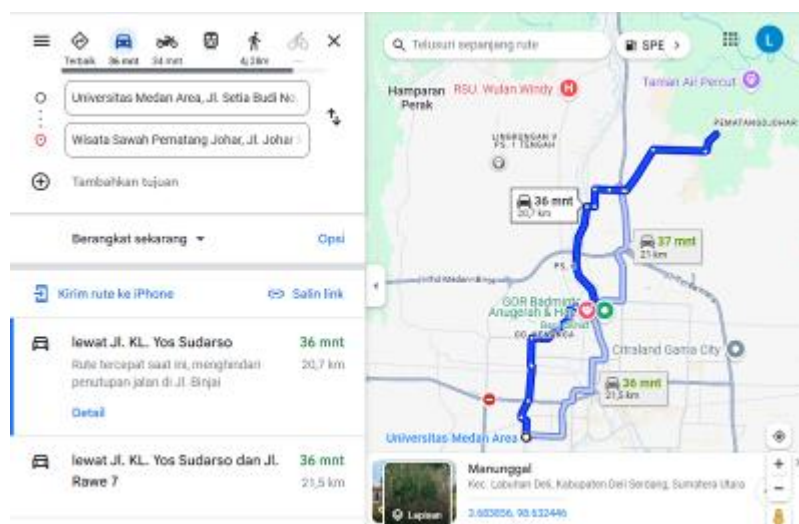 Terbaik 36 mnt 34 mnt 4j 28m
Universitas Medan Area, Jl. Setia Budi No.
Wisata Sawah Pematang Johar, Jl. Johar
Tambahkan tujuan
Berangkat sekarang
Opsi
Kirim rute ke iPhone
Salin link
lewat Jl. KL. Yos Sudarso 36 mnt
Rute tercepat saat ini, menghindari 20,7 km
penutupan jalan di Jl. Binjai
Detail
lewat Jl. KL. Yos Sudarso dan Jl. 36 mnt
Rawe 7 21,5 km
Telusuri sepanjang rute
SPE
L
Hamparan
Perak
RSU. Wulan Windy
Taman Air Percut
PEMATANGJOHAR
LINGKUNGAN V
PS. 1 TENGAH
36 mnt
20,7 km
37 mnt
21 km
GOR Badminto
Anugerah & Ha
Citraland Gama City
36 mnt
21,5 km
Universitas Medan Area
Lapisan
Manunggal
Kec. Labuhan Deli, Kabupaten Deli Serdang, Sumatera Utara
3.683856, 98.632446